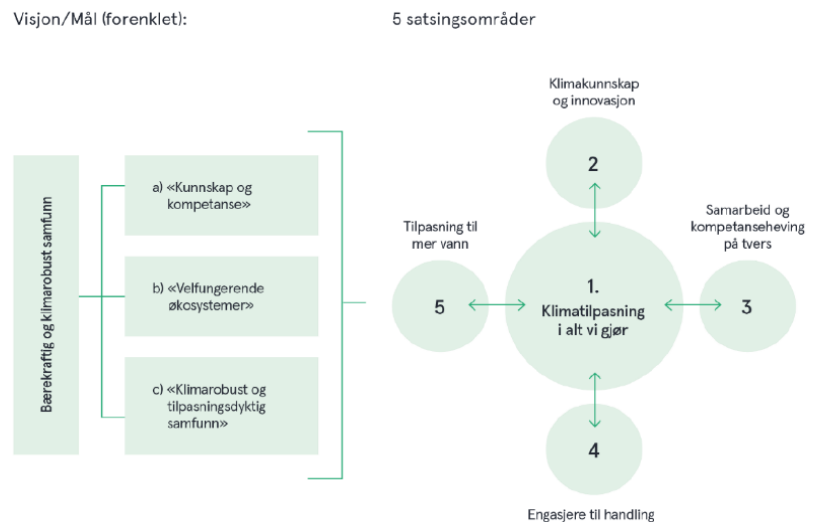 Visjon/Mål (forenklet):
5 satsingsområder
Bærekraftig og klimarobust samfunn
a) «Kunnskap og
kompetanse»
b) «Velfungerende
økosystemer»
c) «Klimarobust og
tilpasningsdyktig
samfunn»
Klimakunnskap
og innovasjon
2
Samarbeid og
kompetanseheving
på tvers
3
Tilpasning til
mer vann
5
1.
Klimatilpasning
i alt vi gjør
4
Engasjere til handling